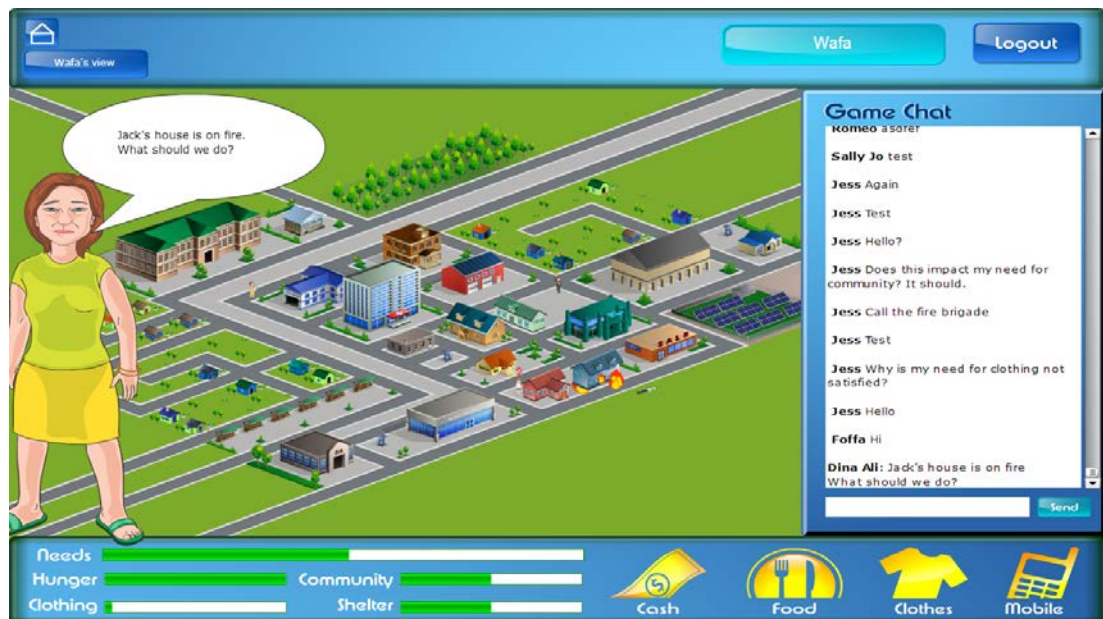 Wafa's view
Wafa
Logout
Jack's house is on fire.
What should we do?
Game Chat
Romeo asdfef
Sally Jo test
Jess Again
Jess Test
Jess Hello?
Jess Does this impact my need for
community? It should.
Jess Call the fire brigade
Jess Test
Jess Why is my need for clothing not
satisfied?
Jess Hello
Foffa Hi
Dina Ali: Jack's house is on fire
What should we do?
Send
SALE
Needs
Hunger
Community
Clothing
Shelter
Cash
Food
Clothes
Mobile